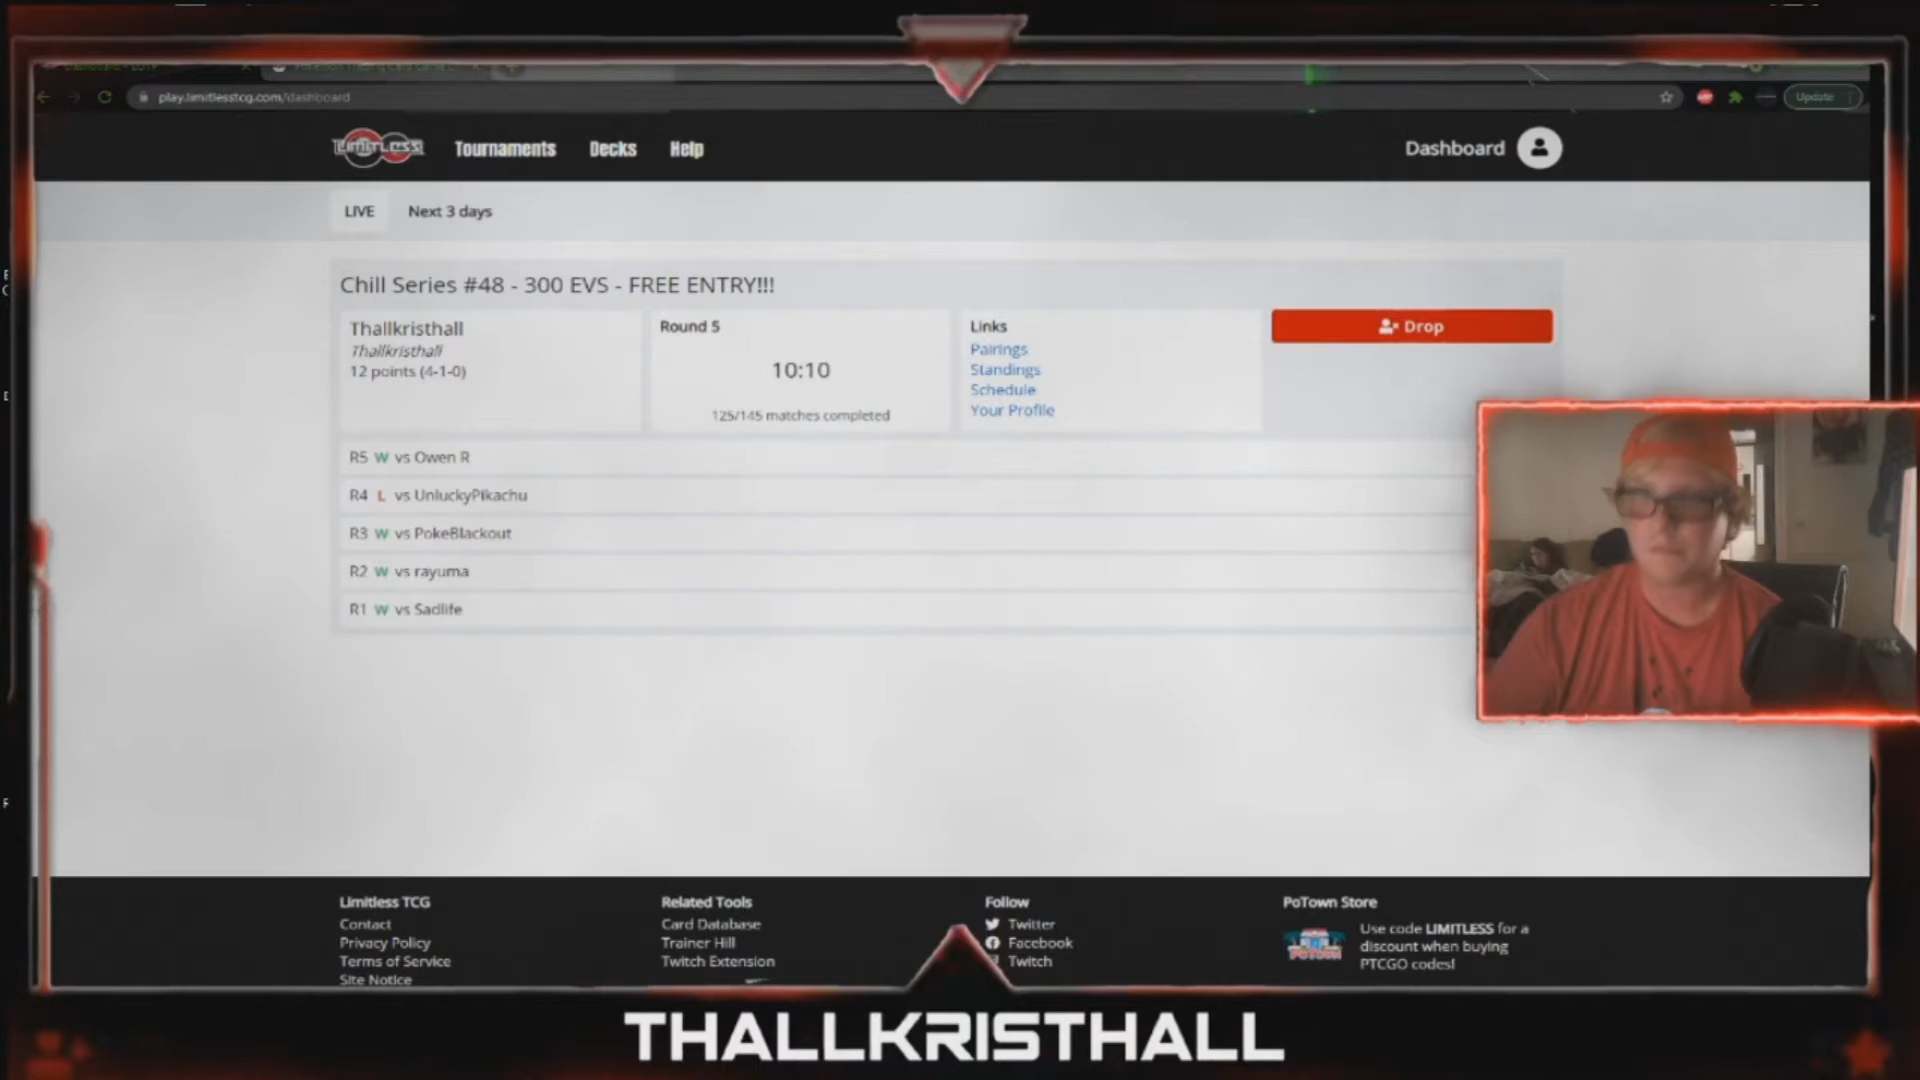 play.limitlesstcg.com/dashboard
Update
LIMITLESS
Tournaments
Decks
Help
Dashboard
LIVE
Next 3 days
Chill Series #48 - 300 EVS - FREE ENTRY!!!
Thallkristhall
Thallkristhall
12 points (4-1-0)
Round 5
10:10
125/145 matches completed
Links
Pairings
Standings
Schedule
Your Profile
Drop
R5 W vs Owen R
R4 L vs UnluckyPikachu
R3 W vs PokeBlackout
R2 W vs rayuma
R1 W vs Sadlife
Limitless TCG
Contact
Privacy Policy
Terms of Service
Site Notice
Related Tools
Card Database
Trainer Hill
Twitch Extension
Follow
Twitter
Facebook
Twitch
PoTown Store
Use code LIMITLESS for a
discount when buying
PTCGO codes!
THALLKRISTHALL